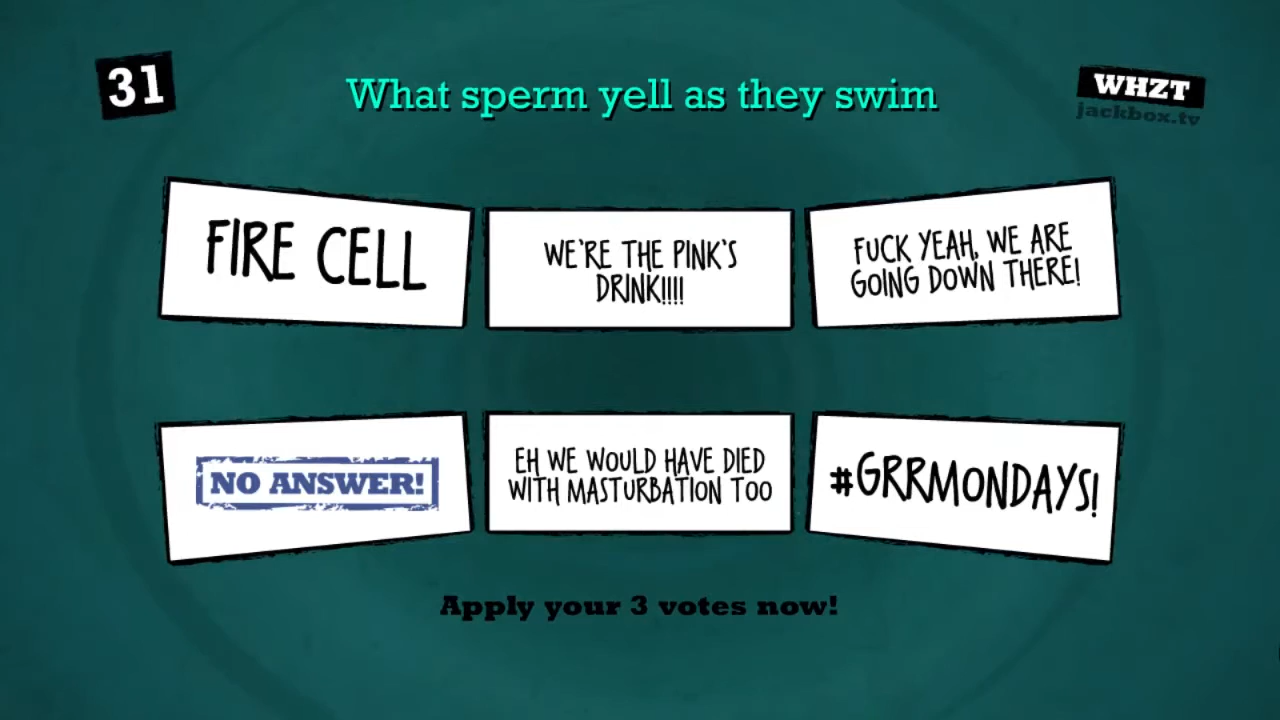 31
What sperm yell as they swim
WHZT
jackbox.tv
FIRE CELL
WE'RE THE PINK'S
DRINK!!!!
FUCK YEAH, WE ARE
GOING DOWN THERE!
NO ANSWER!
EH WE WOULD HAVE DIED
WITH MASTURBATION TOO
#GRRMONDAYS!
Apply your 3 votes now!